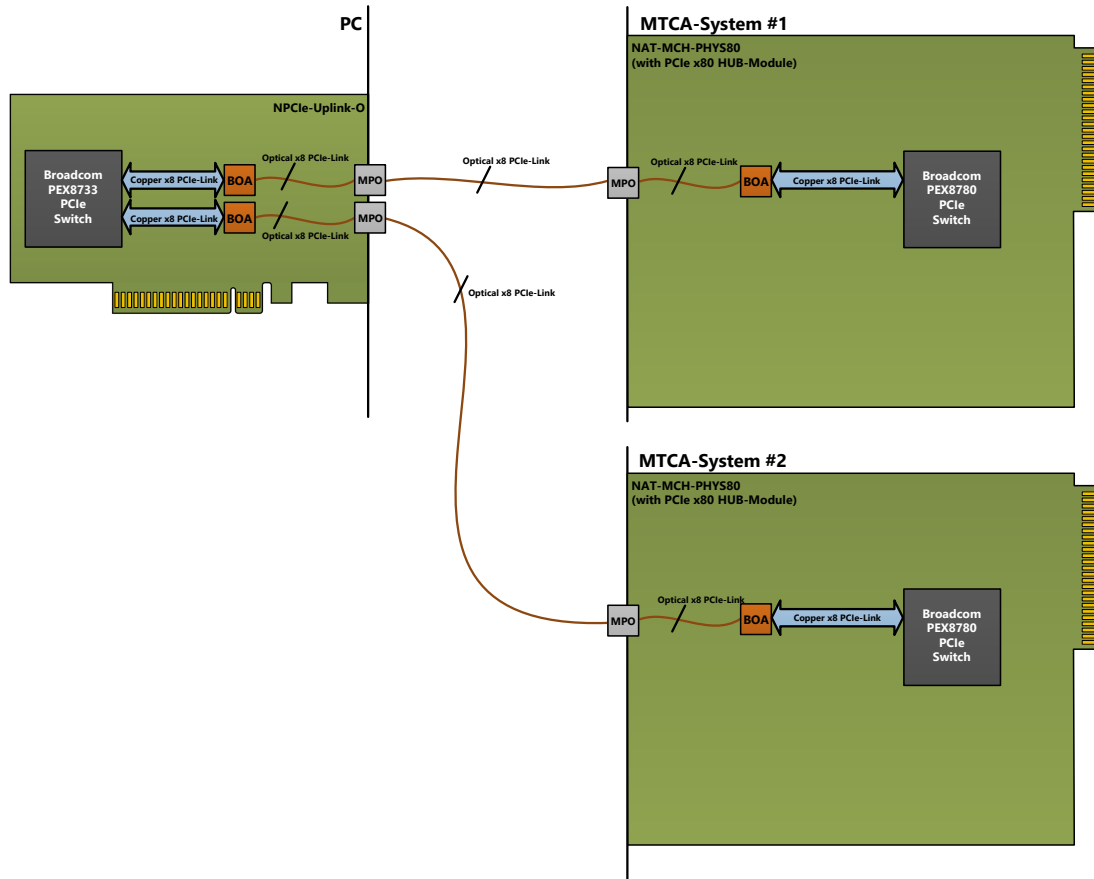 PC
MTCA-System #1
NAT-MCH-PHYS80
(with PCIe x80 HUB-Module)
NPCIe-Uplink-O
Broadcom
PEX8733
PCIe
Switch
Copper x8 PCIe-Link
BOA
Optical x8 PCIe-Link
MPO
Optical x8 PCIe-Link
MPO
Optical x8 PCIe-Link
BOA
Copper x8 PCIe-Link
Broadcom
PEX8780
PCIe
Switch
Copper x8 PCIe-Link
BOA
Optical x8 PCIe-Link
MPO
Optical x8 PCIe-Link
MTCA-System #2
NAT-MCH-PHYS80
(with PCIe x80 HUB-Module)
MPO
Optical x8 PCIe-Link
BOA
Copper x8 PCIe-Link
Broadcom
PEX8780
PCIe
Switch